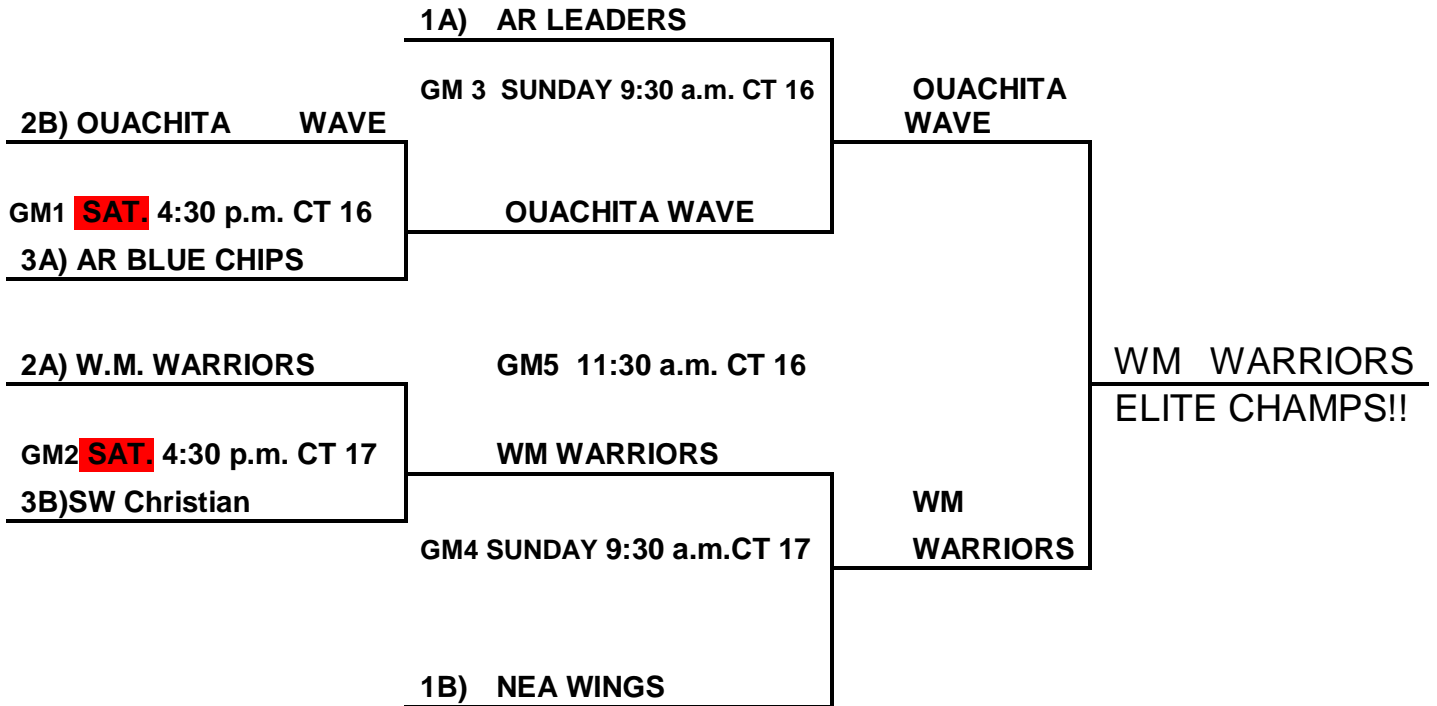 1A) AR LEADERS
GM 3 SUNDAY 9:30 a.m. CT 16
OUACHITA
WAVE
2B) OUACHITA WAVE
GM1 SAT. 4:30 p.m. CT 16
OUACHITA WAVE
3A) AR BLUE CHIPS
2A) W.M. WARRIORS
GM5 11:30 a.m. CT 16
WM WARRIORS
ELITE CHAMPS!!
GM2 SAT. 4:30 p.m. CT 17
WM WARRIORS
3B)SW Christian
WM
WARRIORS
GM4 SUNDAY 9:30 a.m.CT 17
1B) NEA WINGS